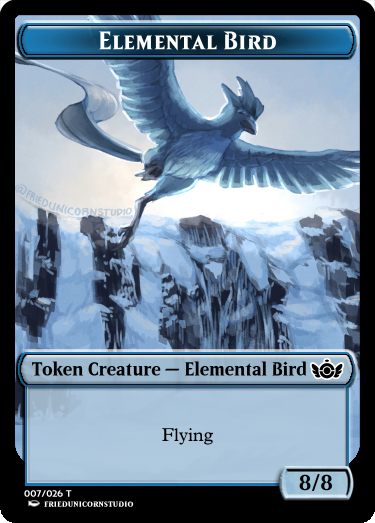 Elemental Bird
@FRIEDUNICORNSTUDIO
Token Creature — Elemental Bird
Flying
8/8
007/026 T
FRIEDUNICORNSTUDIO